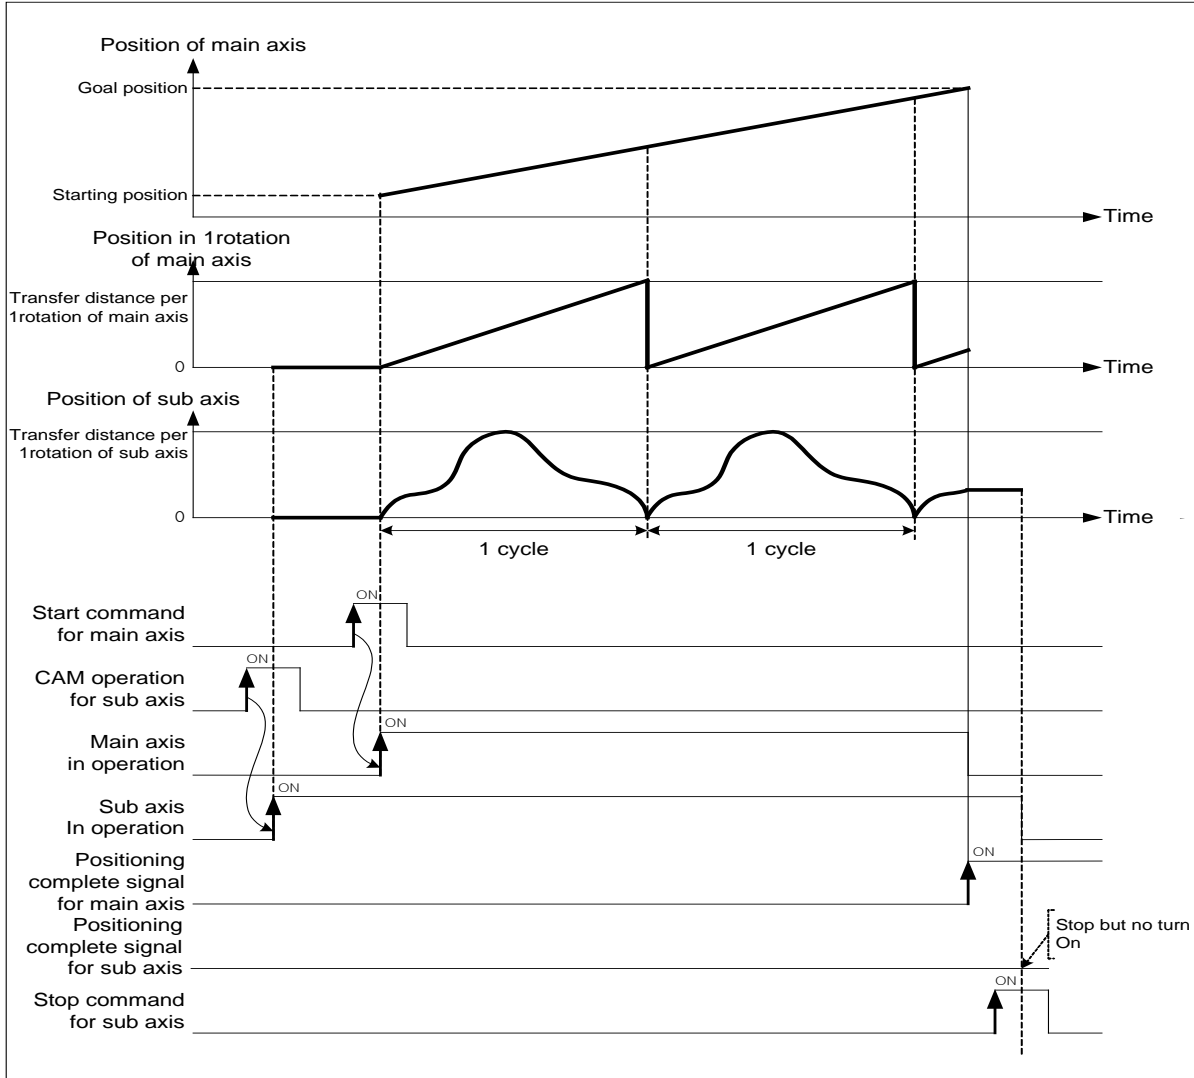 Position of main axis
Goal position
Starting position
Time
Position in 1rotation
of main axis
Transfer distance per
1rotation of main axis
0
Time
Position of sub axis
Transfer distance per
1rotation of sub axis
0
Time
1 cycle
1 cycle
ON
Start command
for main axis
ON
CAM operation
for sub axis
ON
Main axis
in operation
ON
Sub axis
In operation
ON
Positioning
complete signal
for main axis
Positioning
complete signal
for sub axis
Stop but no turn
On
ON
Stop command
for sub axis